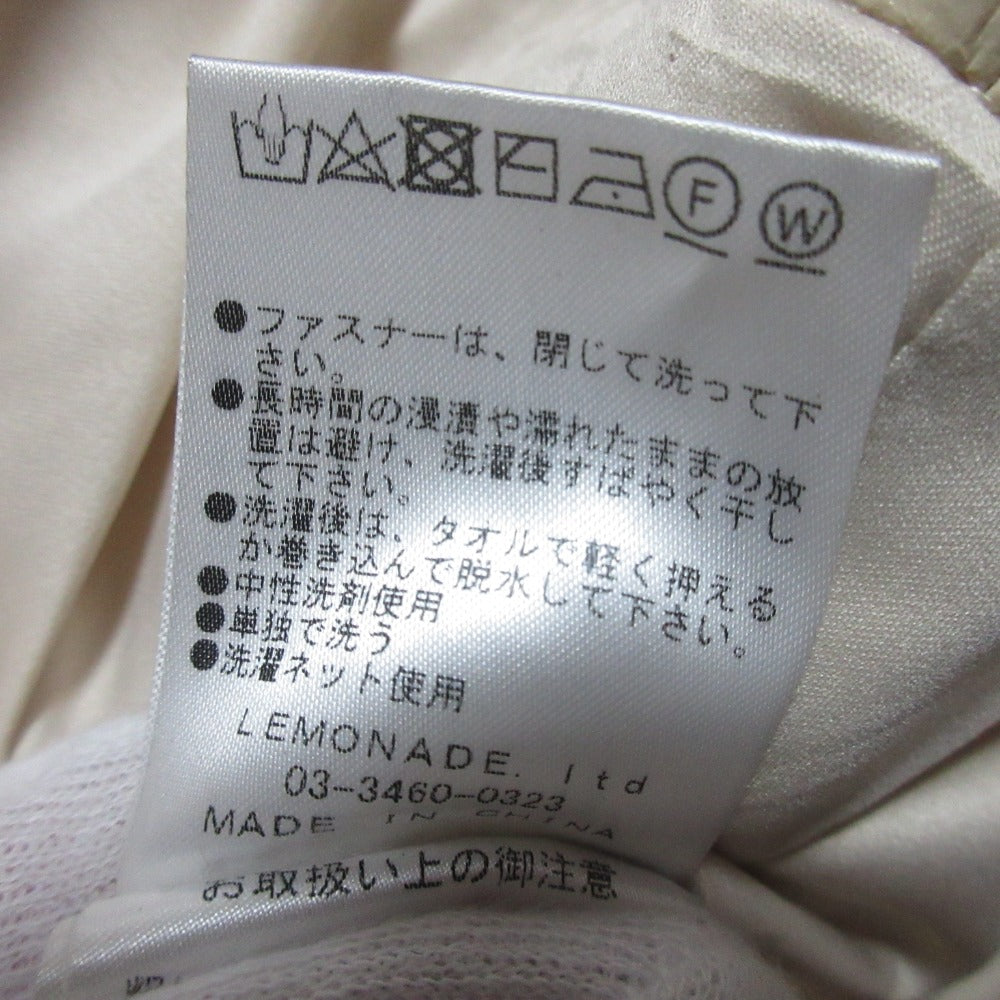 F W
●ファスナーは、閉じて洗って下
さい。
●長時間の浸漬や濡れたままの放
置は避け、洗濯後すばやく干し
て下さい。
●洗濯後は、タオルで軽く押える
か巻き込んで脱水して下さい。
●中性洗剤使用
●単独で洗う
●洗濯ネット使用
LEMONADE. ltd
03-3460-0323
MADE IN CHINA
お取扱い上の御注意